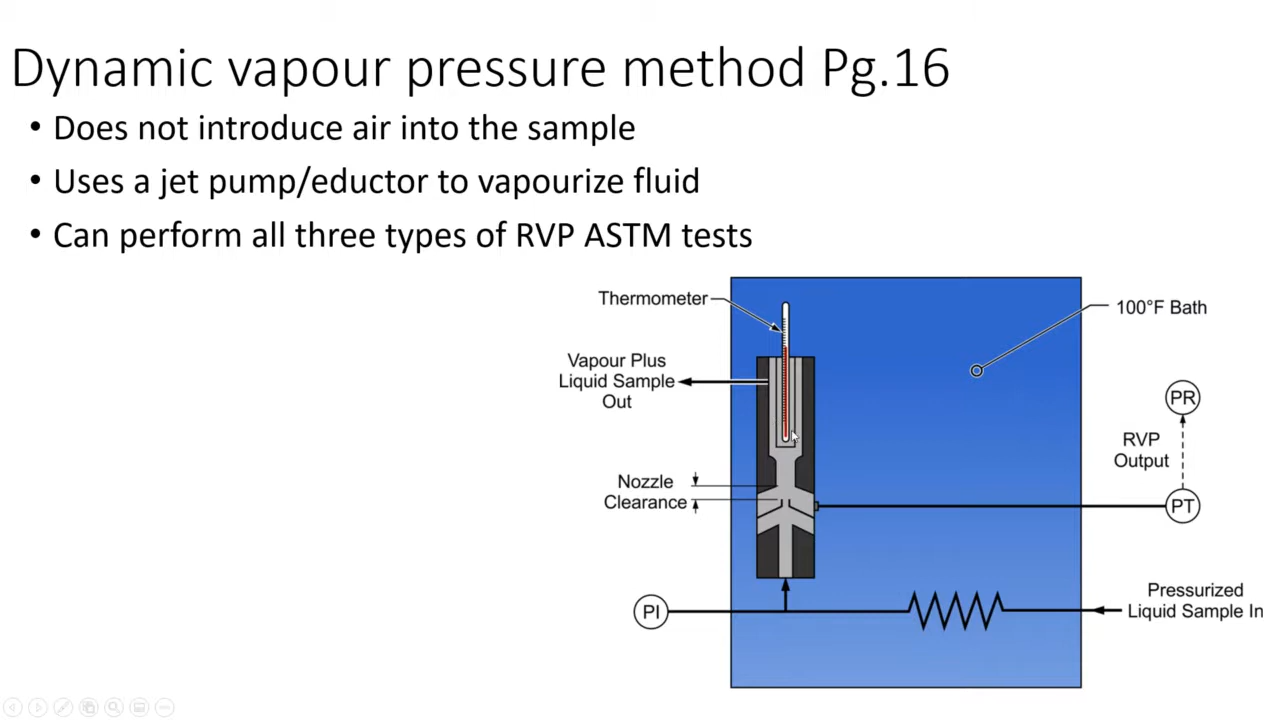 Dynamic vapour pressure method Pg.16
• Does not introduce air into the sample
• Uses a jet pump/eductor to vapourize fluid
• Can perform all three types of RVP ASTM tests
Thermometer
100°F Bath
Vapour Plus
Liquid Sample
Out
PR
RVP
Output
Nozzle
Clearance
PT
Pressurized
Liquid Sample In
PI